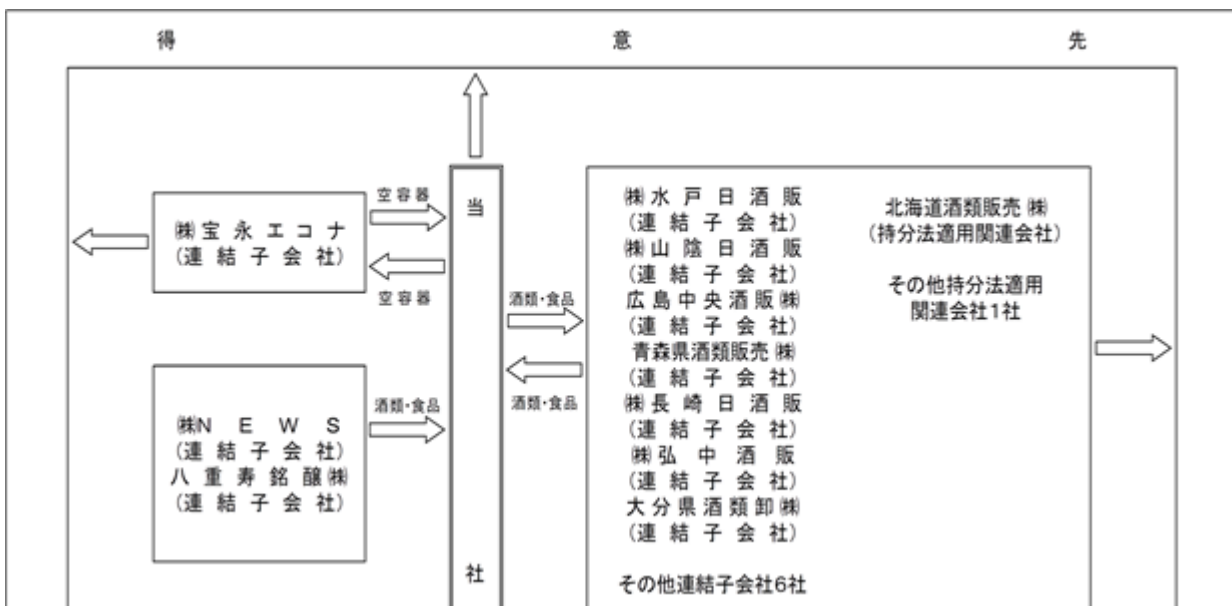 得 意 先
空容器
㈱宝永エコナ
(連結子会社)
空容器
㈱NEWS
(連結子会社)
八重寿銘醸㈱
(連結子会社)
酒類・食品
当
社
酒類・食品
酒類・食品
㈱水戸日酒販
(連結子会社)
㈱山陰日酒販
(連結子会社)
広島中央酒販㈱
(連結子会社)
青森県酒類販売㈱
(連結子会社)
㈱長崎日酒販
(連結子会社)
㈱弘中酒販
(連結子会社)
大分県酒類卸㈱
(連結子会社)
その他連結子会社6社
北海道酒類販売㈱
(持分法適用関連会社)
その他持分法適用
関連会社1社